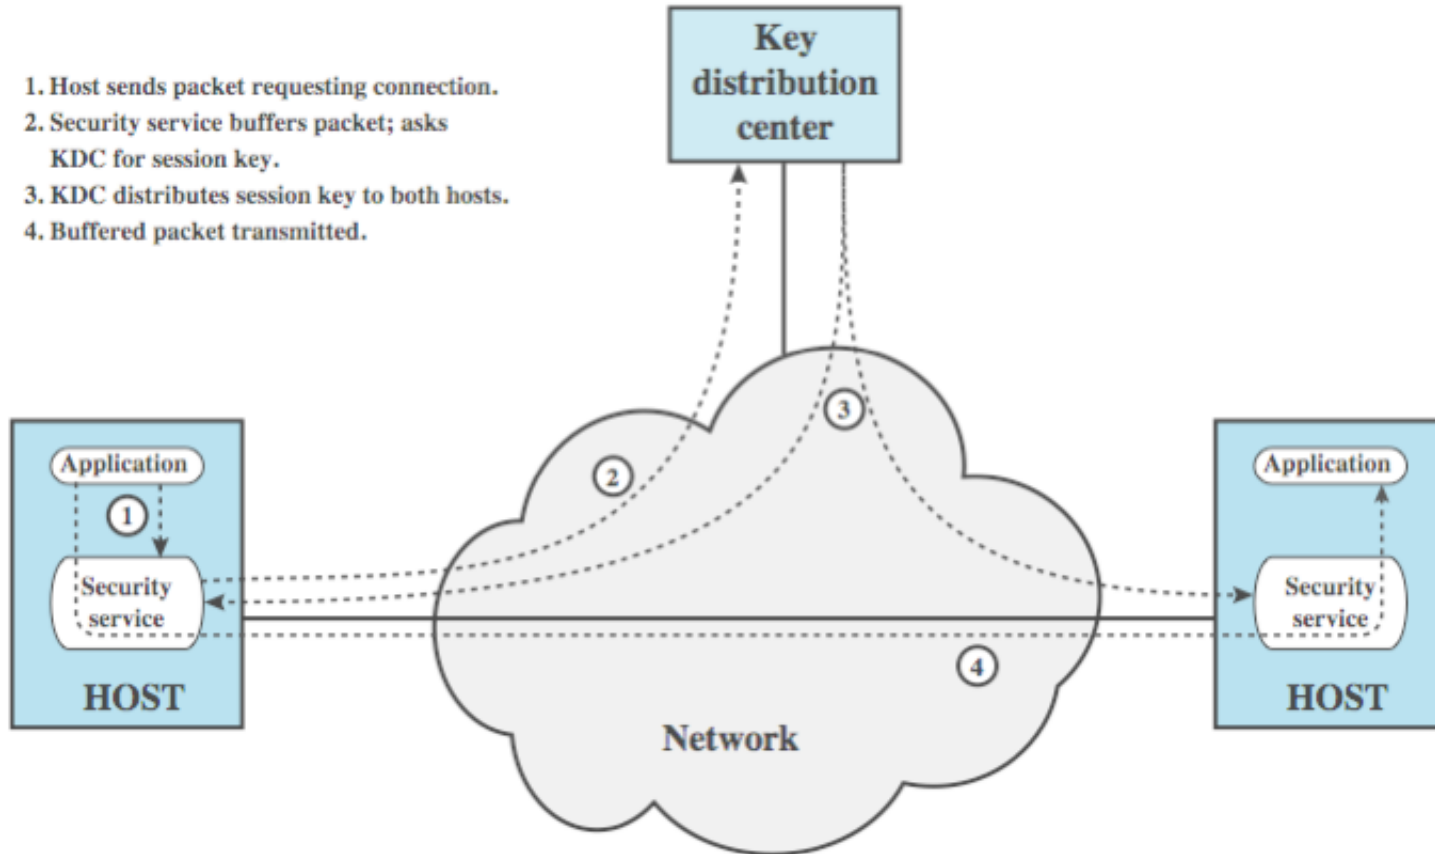 Key
distribution
center
1. Host sends packet requesting connection.
2. Security service buffers packet; asks
KDC for session key.
3. KDC distributes session key to both hosts.
4. Buffered packet transmitted.
3
2
Application
1
Security
service
HOST
Application
Security
service
HOST
4
Network